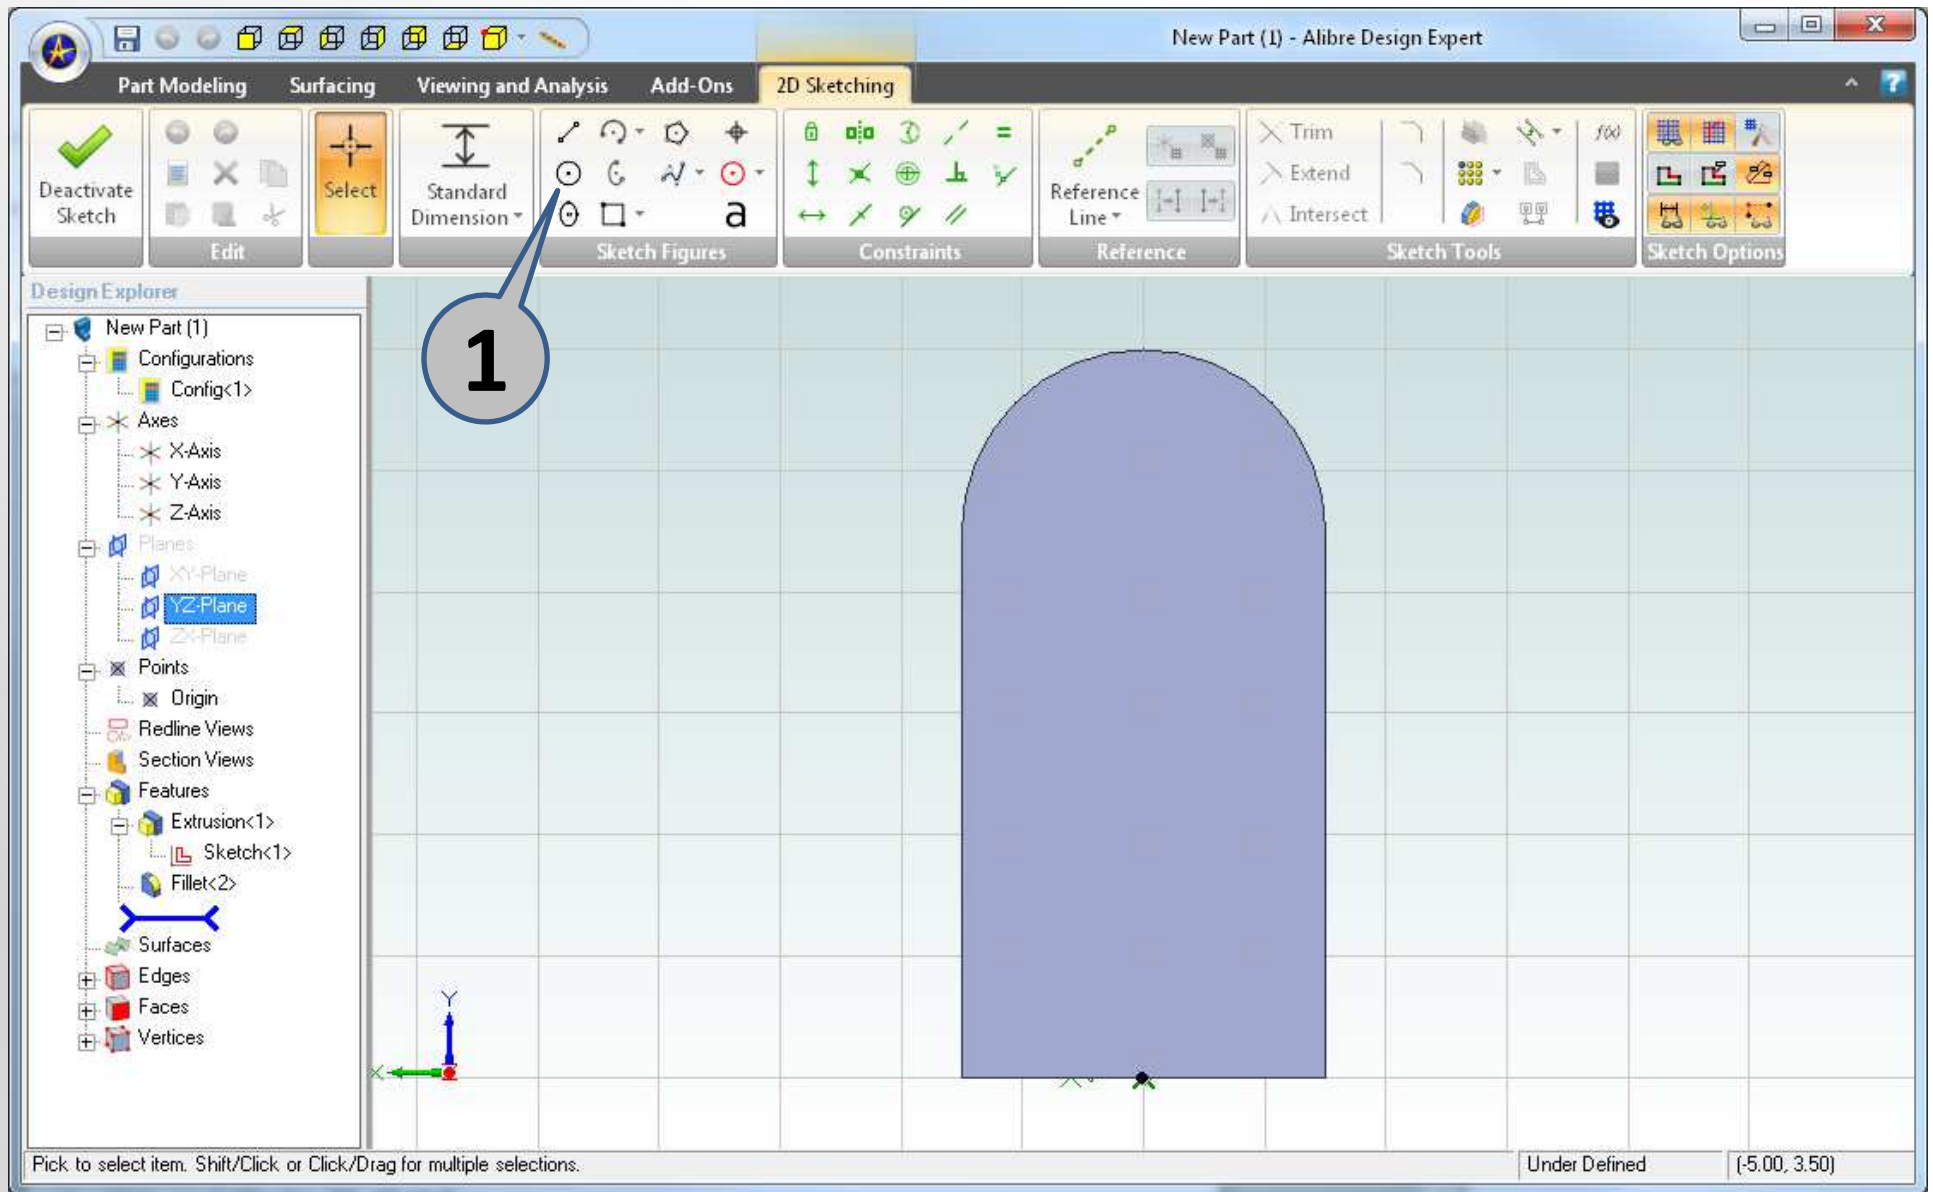 New Part (1) - Alibre Design Expert
Part Modeling
Surfacing
Viewing and Analysis
Add-Ons
2D Sketching
Deactivate
Sketch
Edit
Select
Standard
Dimension
a
Sketch Figures
Constraints
Reference
Line
Reference
Trim
Extend
Intersect
f(x)
Sketch Tools
Sketch Options
Design Explorer
1
New Part (1)
Configurations
Config<1>
Axes
X-Axis
Y-Axis
Z-Axis
Planes
XY-Plane
YZ-Plane
ZX-Plane
Points
Origin
Redline Views
Section Views
Features
Extrusion<1>
Sketch<1>
Fillet<2>
Surfaces
Edges
Faces
Vertices
Y
X
Z
Pick to select item. Shift/Click or Click/Drag for multiple selections.
Under Defined
(-5.00, 3.50)